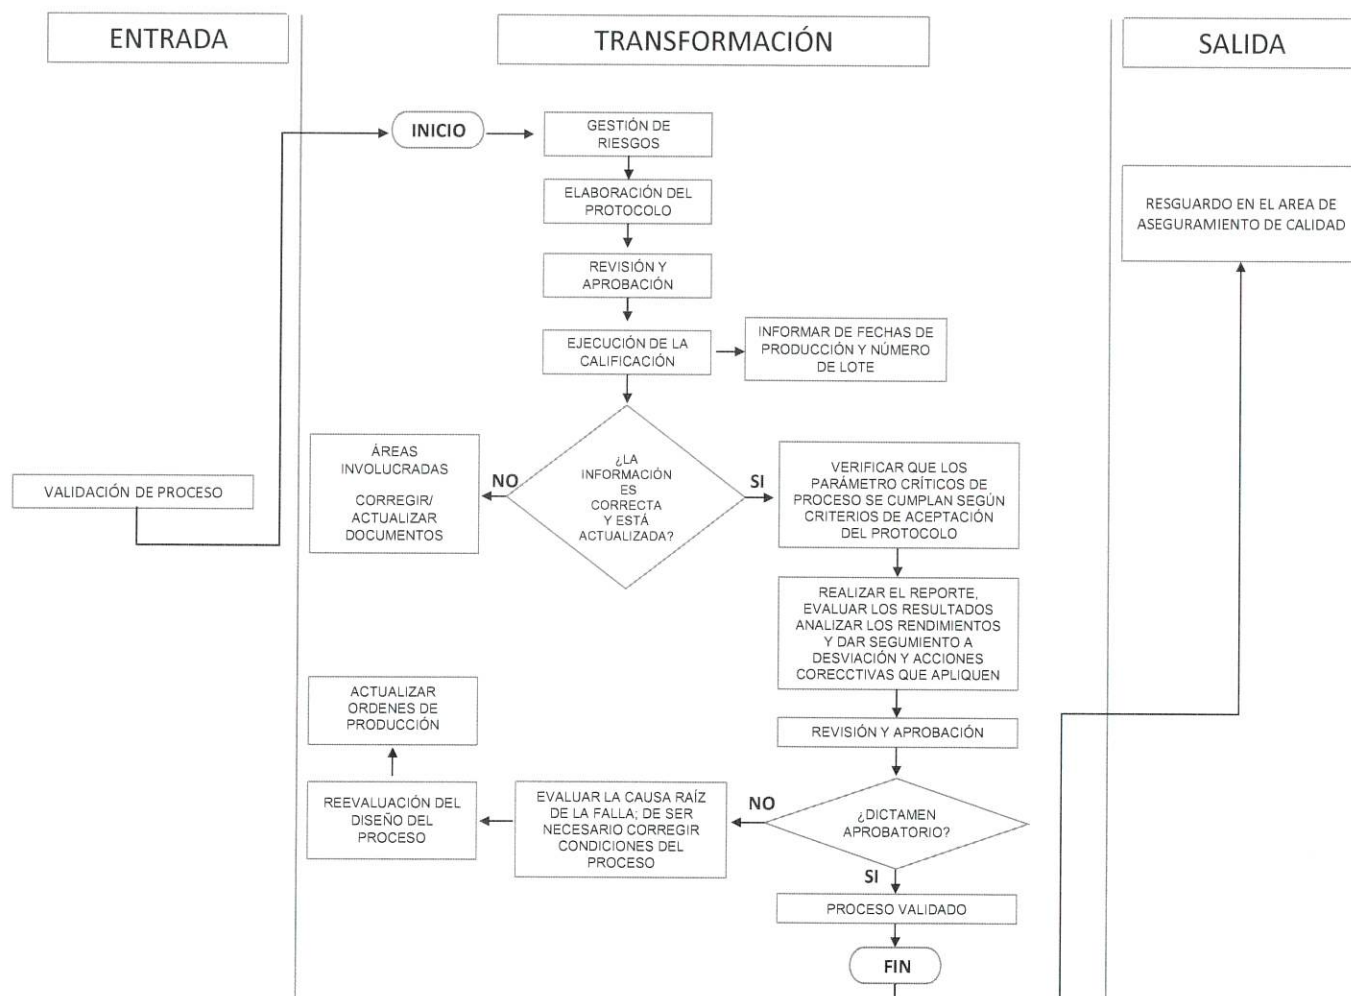 ENTRADA
TRANSFORMACIÓN
SALIDA
INICIO
GESTIÓN DE
RIESGOS
ELABORACIÓN DEL
PROTOCOLO
REVISIÓN Y
APROBACIÓN
EJECUCIÓN DE LA
CALIFICACIÓN
INFORMAR DE FECHAS DE
PRODUCCIÓN Y NÚMERO
DE LOTE
RESGUARDO EN EL AREA DE
ASEGURAMIENTO DE CALIDAD
VALIDACIÓN DE PROCESO
ÁREAS
INVOLUCRADAS
CORREGIR/
ACTUALIZAR
DOCUMENTOS
NO
¿LA
INFORMACIÓN
ES
CORRECTA
Y ESTÁ
ACTUALIZADA?
SI
VERIFICAR QUE LOS
PARÁMETRO CRÍTICOS DE
PROCESO SE CUMPLAN SEGÚN
CRITERIOS DE ACEPTACIÓN
DEL PROTOCOLO
REALIZAR EL REPORTE,
EVALUAR LOS RESULTADOS
ANALIZAR LOS RENDIMIENTOS
Y DAR SEGUMIENTO A
DESVIACIÓN Y ACCIONES
CORECCTIVAS QUE APLIQUEN
REVISIÓN Y APROBACIÓN
¿DICTAMEN
APROBATORIO?
NO
EVALUAR LA CAUSA RAÍZ
DE LA FALLA; DE SER
NECESARIO CORREGIR
CONDICIONES DEL
PROCESO
REEVALUACIÓN DEL
DISEÑO DEL
PROCESO
ACTUALIZAR
ORDENES DE
PRODUCCIÓN
SI
PROCESO VALIDADO
FIN